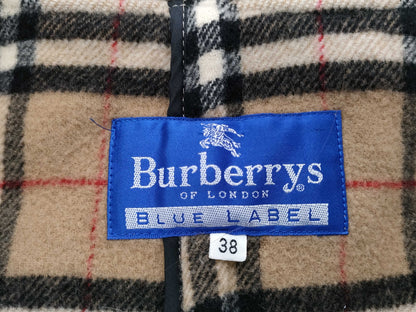 Burberrys®
OF LONDON
BLUE LABEL
38